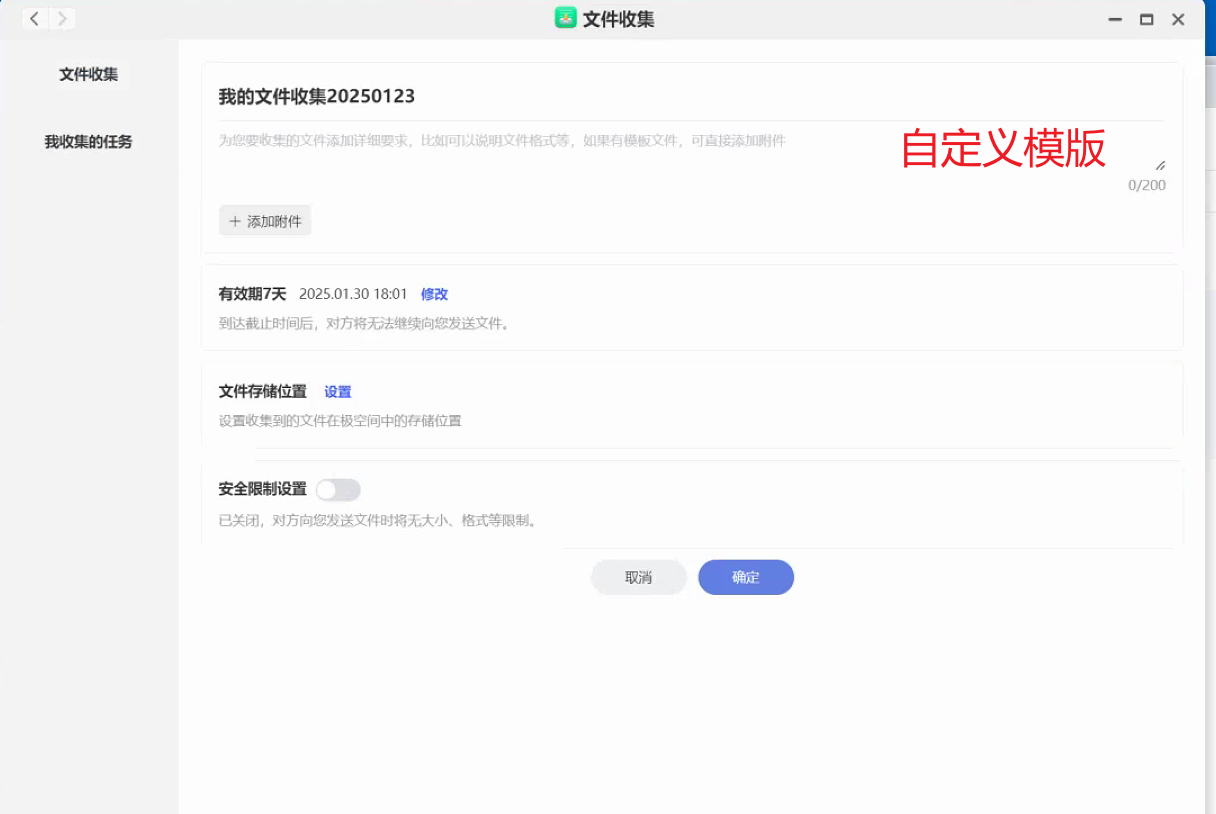 文件收集
文件收集
我收集的任务
我的文件收集20250123
为您要收集的文件添加详细要求，比如可以说明文件格式等，如果有模板文件，可直接添加附件
自定义模版
0/200
+ 添加附件
有效期7天 2025.01.30 18:01 修改
到达截止时间后，对方将无法继续向您发送文件。
文件存储位置 设置
设置收集到的文件在极空间中的存储位置
安全限制设置
已关闭，对方向您发送文件时将无大小、格式等限制。
取消 确定